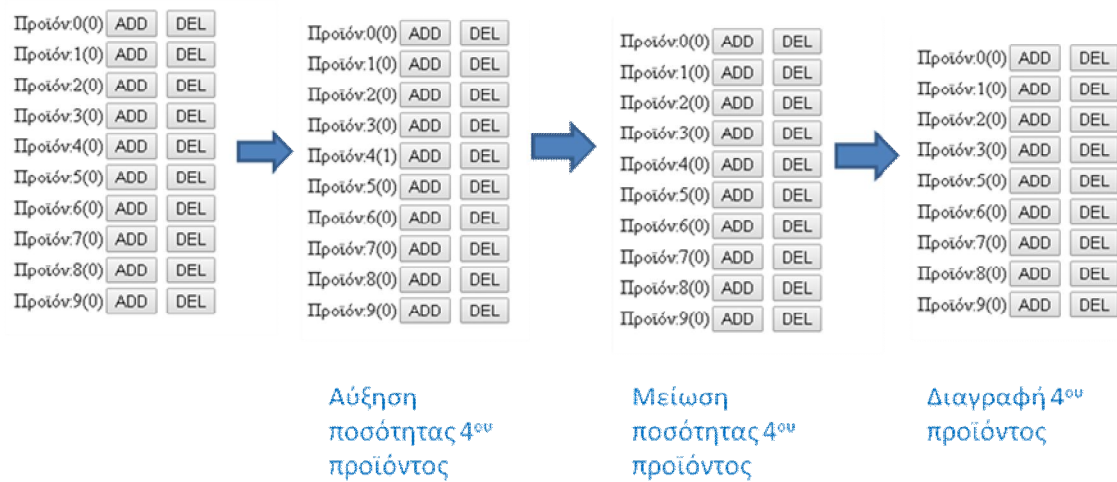 Προϊόν:0(0) ADD DEL
Προϊόν:1(0) ADD DEL
Προϊόν:2(0) ADD DEL
Προϊόν:3(0) ADD DEL
Προϊόν:4(0) ADD DEL
Προϊόν:5(0) ADD DEL
Προϊόν:6(0) ADD DEL
Προϊόν:7(0) ADD DEL
Προϊόν:8(0) ADD DEL
Προϊόν:9(0) ADD DEL
Προϊόν:0(0) ADD DEL
Προϊόν:1(0) ADD DEL
Προϊόν:2(0) ADD DEL
Προϊόν:3(0) ADD DEL
Προϊόν:4(1) ADD DEL
Προϊόν:5(0) ADD DEL
Προϊόν:6(0) ADD DEL
Προϊόν:7(0) ADD DEL
Προϊόν:8(0) ADD DEL
Προϊόν:9(0) ADD DEL
Αύξηση
ποσότητας 4ου
προϊόντος
Προϊόν:0(0) ADD DEL
Προϊόν:1(0) ADD DEL
Προϊόν:2(0) ADD DEL
Προϊόν:3(0) ADD DEL
Προϊόν:4(0) ADD DEL
Προϊόν:5(0) ADD DEL
Προϊόν:6(0) ADD DEL
Προϊόν:7(0) ADD DEL
Προϊόν:8(0) ADD DEL
Προϊόν:9(0) ADD DEL
Μείωση
ποσότητας 4ου
προϊόντος
Προϊόν:0(0) ADD DEL
Προϊόν:1(0) ADD DEL
Προϊόν:2(0) ADD DEL
Προϊόν:3(0) ADD DEL
Προϊόν:5(0) ADD DEL
Προϊόν:6(0) ADD DEL
Προϊόν:7(0) ADD DEL
Προϊόν:8(0) ADD DEL
Προϊόν:9(0) ADD DEL
Διαγραφή 4ου
προϊόντος